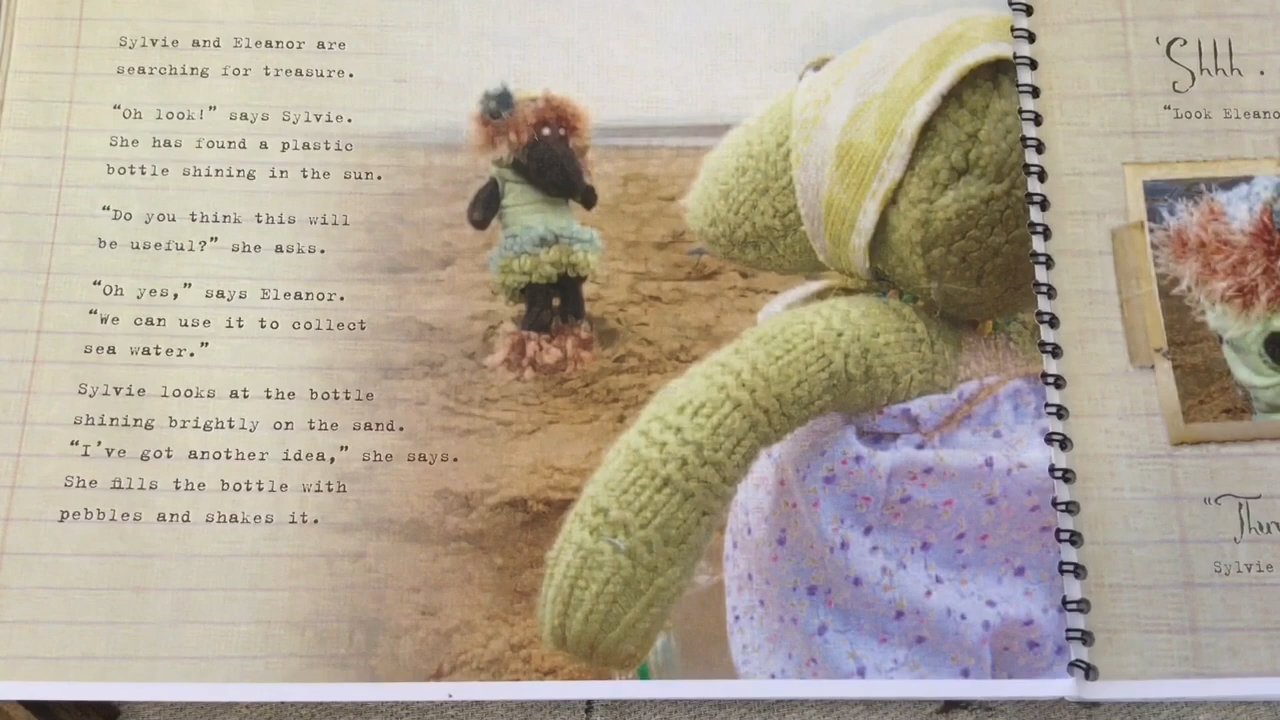 Sylvie and Eleanor are
searching for treasure.
“Oh look!” says Sylvie.
She has found a plastic
bottle shining in the sun.
“Do you think this will
be useful?” she asks.
“Oh yes,” says Eleanor.
“We can use it to collect
sea water.”
Sylvie looks at the bottle
shining brightly on the sand.
“I've got another idea,” she says.
She fills the bottle with
pebbles and shakes it.
‘Shhh .
“Look
Sylvie